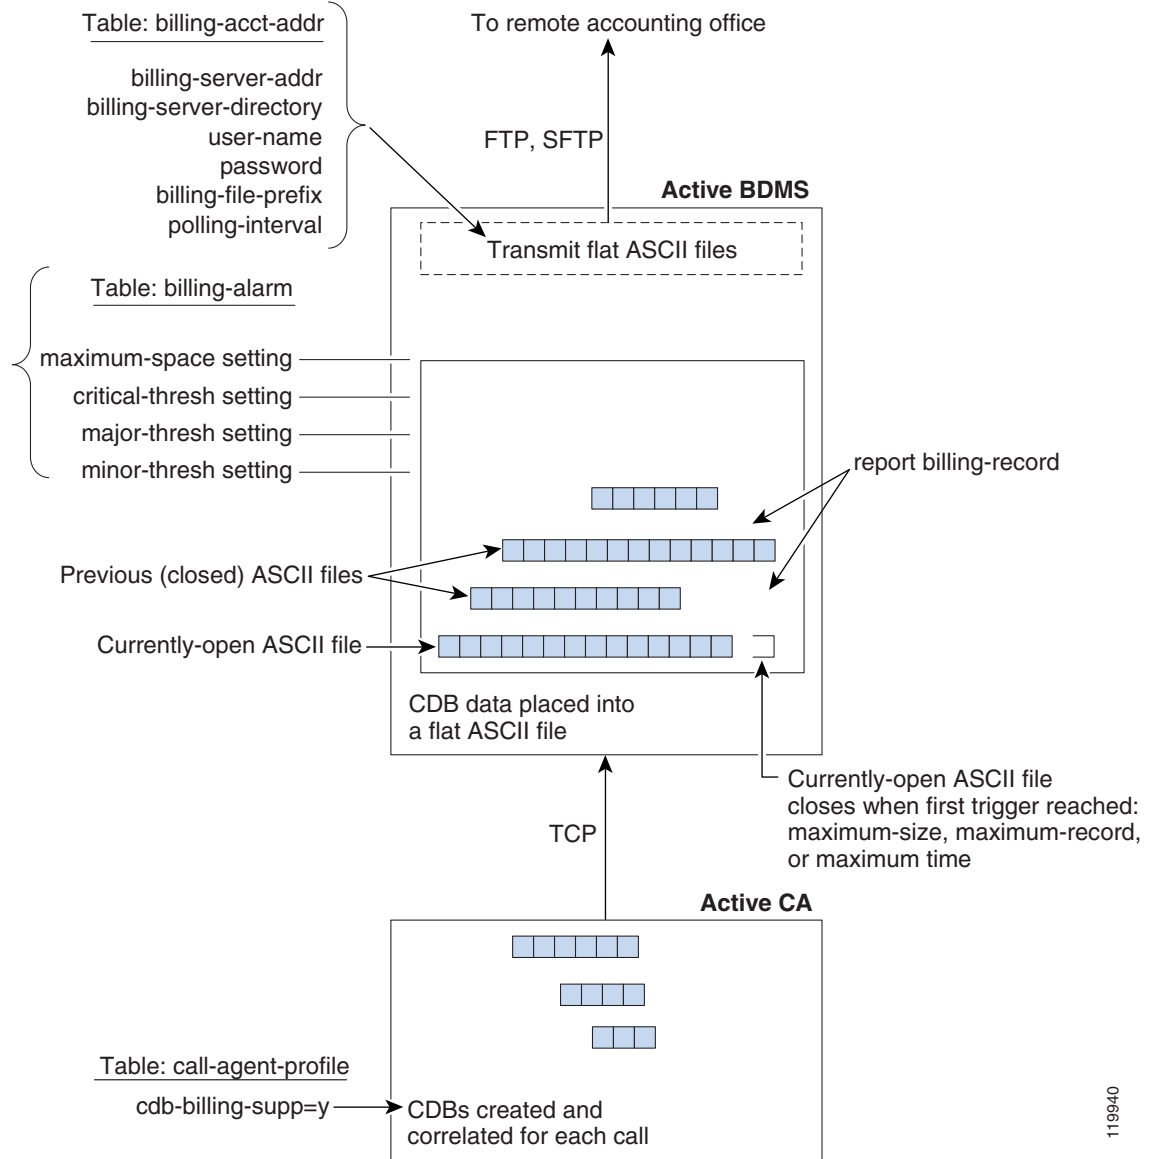 Table: billing-acct-addr
billing-server-addr
billing-server-directory
user-name
password
billing-file-prefix
polling-interval
To remote accounting office
FTP, SFTP
Active BDMS
Transmit flat ASCII files
Table: billing-alarm
maximum-space setting
critical-thresh setting
major-thresh setting
minor-thresh setting
report billing-record
Previous (closed) ASCII files
Currently-open ASCII file
CDB data placed into
a flat ASCII file
Currently-open ASCII file
closes when first trigger reached:
maximum-size, maximum-record,
or maximum time
TCP
Active CA
Table: call-agent-profile
cdb-billing-supp=y
CDBs created and
correlated for each call
119940